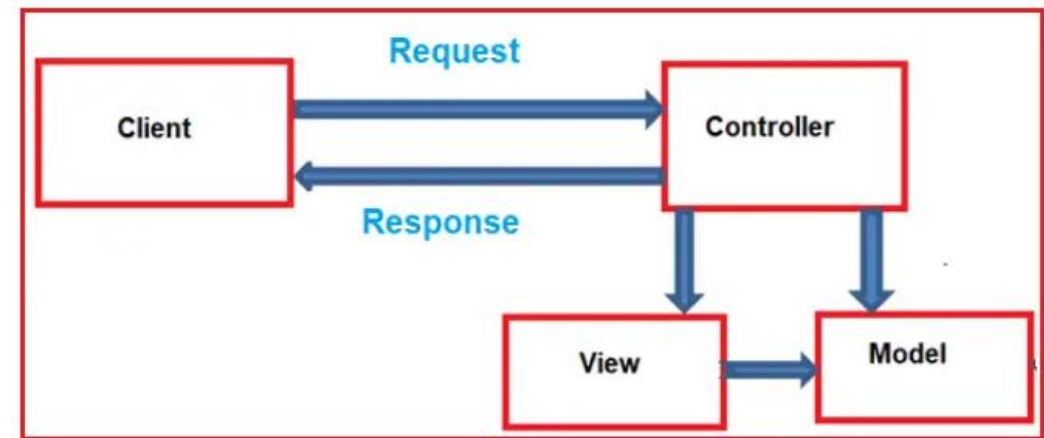 Request
Client
Controller
Response
View
Model